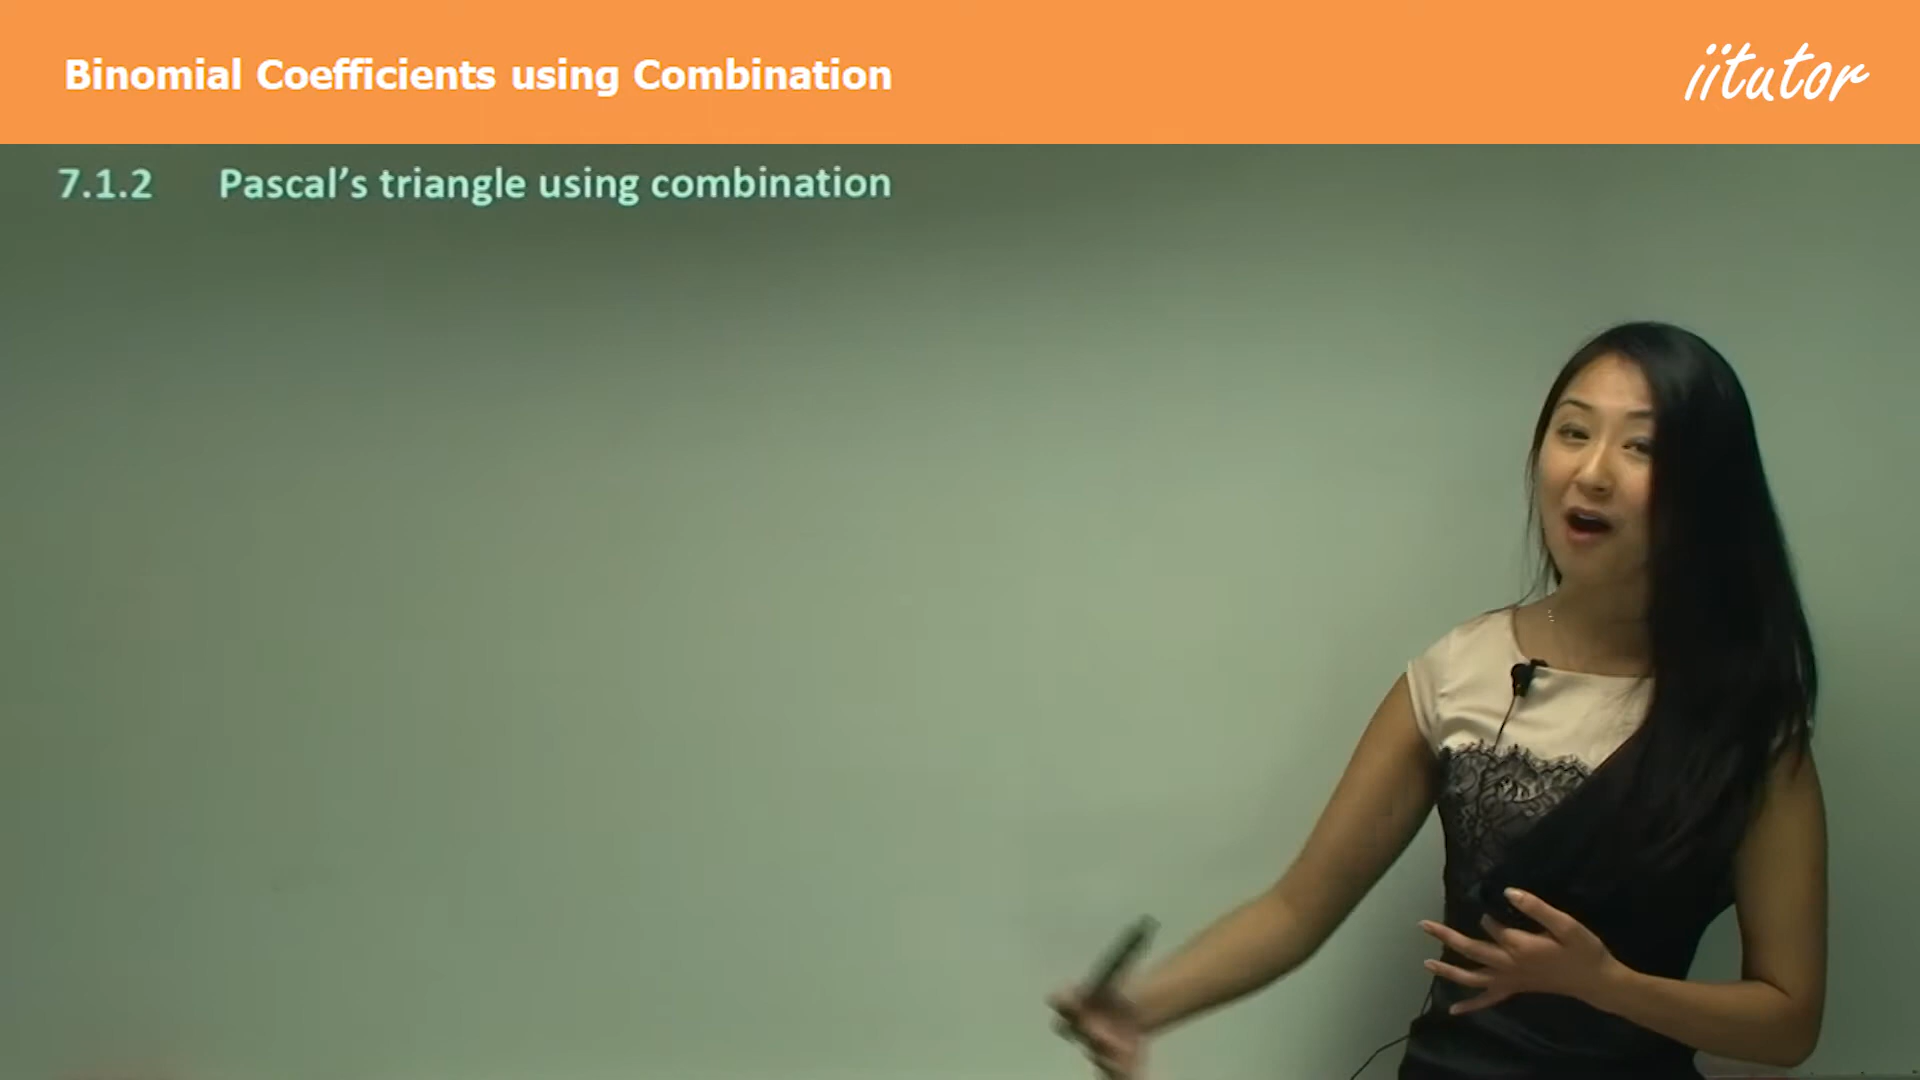 Binomial Coefficients using Combination
iitutor
7.1.2 Pascal’s triangle using combination